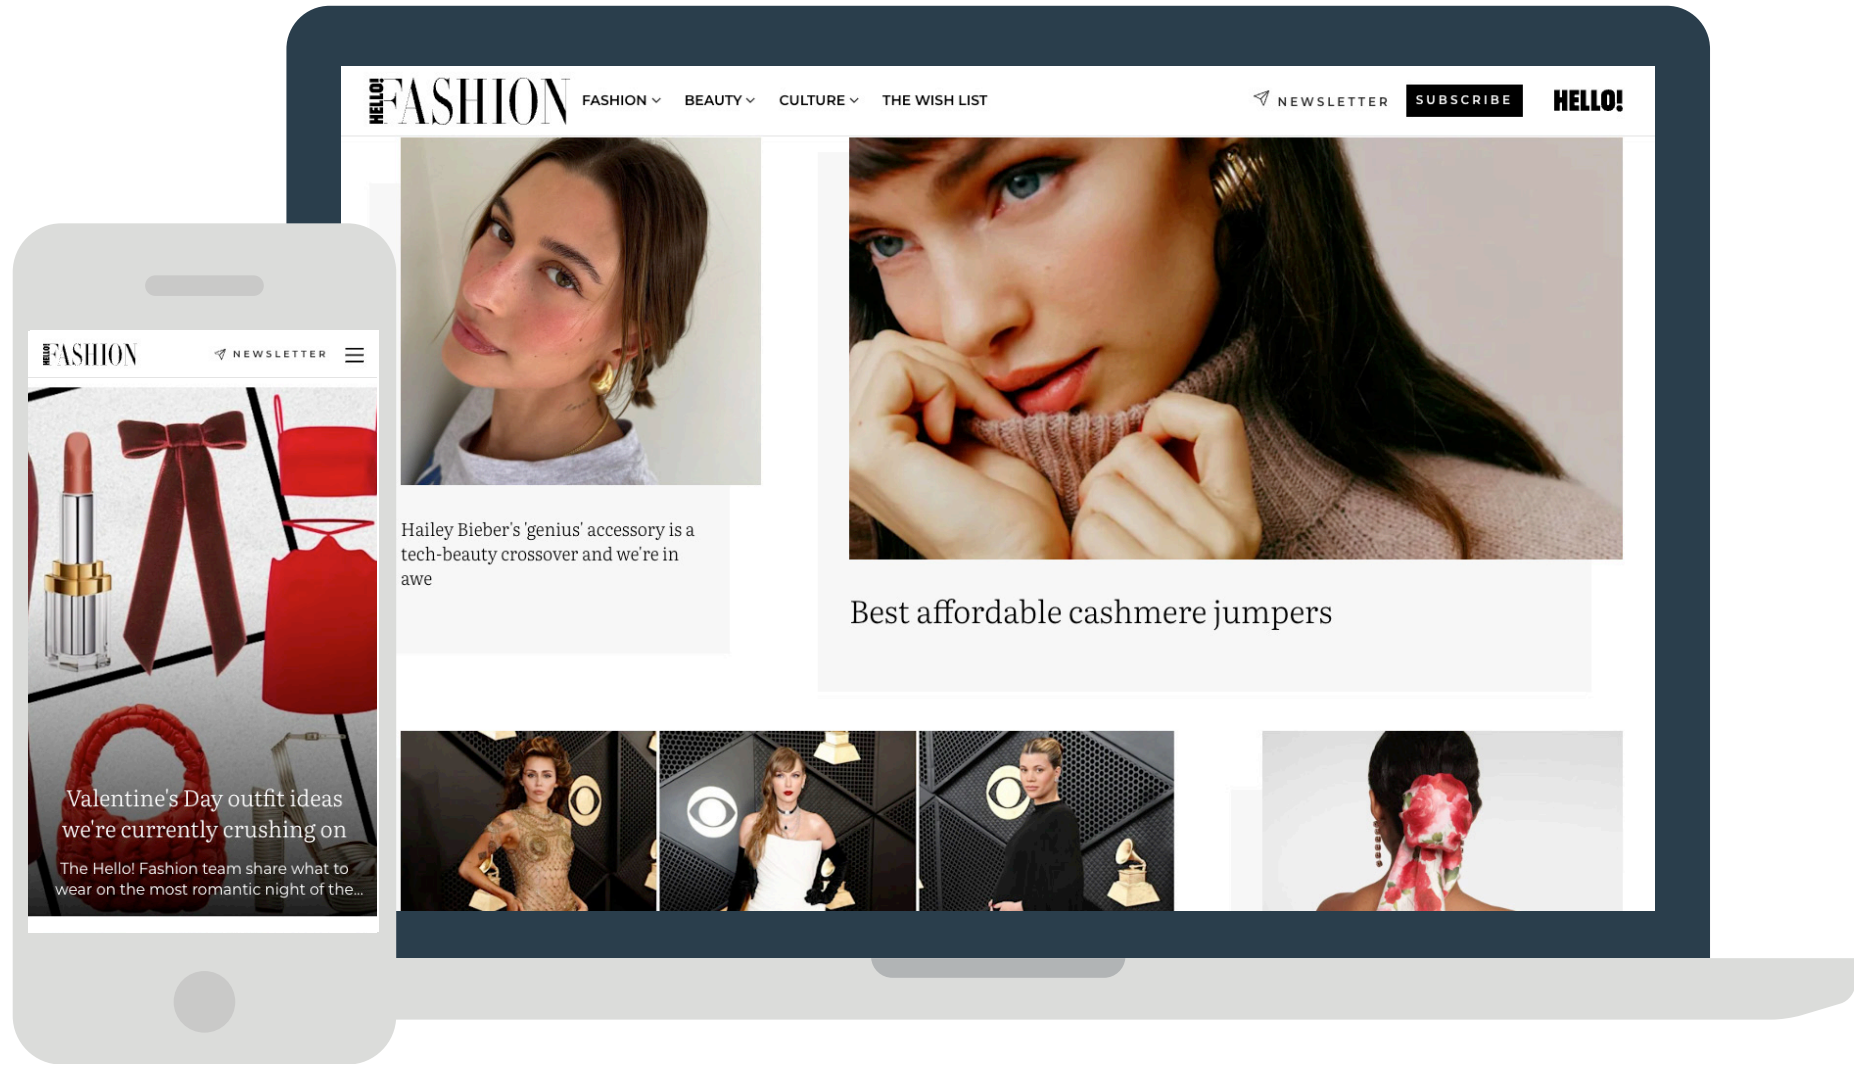 HELLO! FASHION
FASHION BEAUTY CULTURE THE WISH LIST
NEWSLETTER
SUBSCRIBE
HELLO!
Hailey Bieber's 'genius' accessory is a
tech-beauty crossover and we're in
awe
Best affordable cashmere jumpers
HELLO! FASHION
NEWSLETTER
Valentine's Day outfit ideas
we're currently crushing on
The Hello! Fashion team share what to
wear on the most romantic night of the...